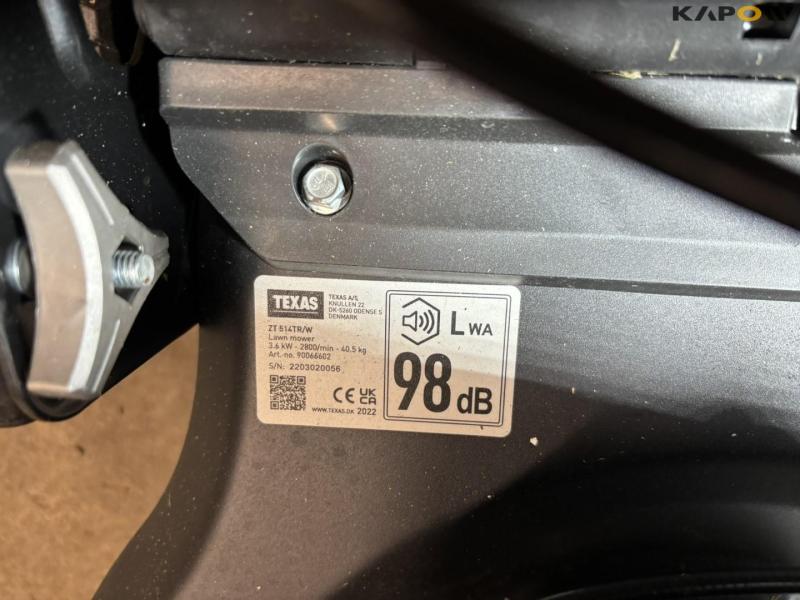 KAPOW
TEXAS
TEXAS A/S
KNULLEN 22
DK-5260 ODENSE S
DENMARK
ZT 514TR/W
Lawn mower
3.6 kW - 2800/min - 40.5 kg
Art.-no. 90066602
S/N: 2203020056
CE UK
CA
WWW.TEXAS.DK 2022
LWA
98 dB